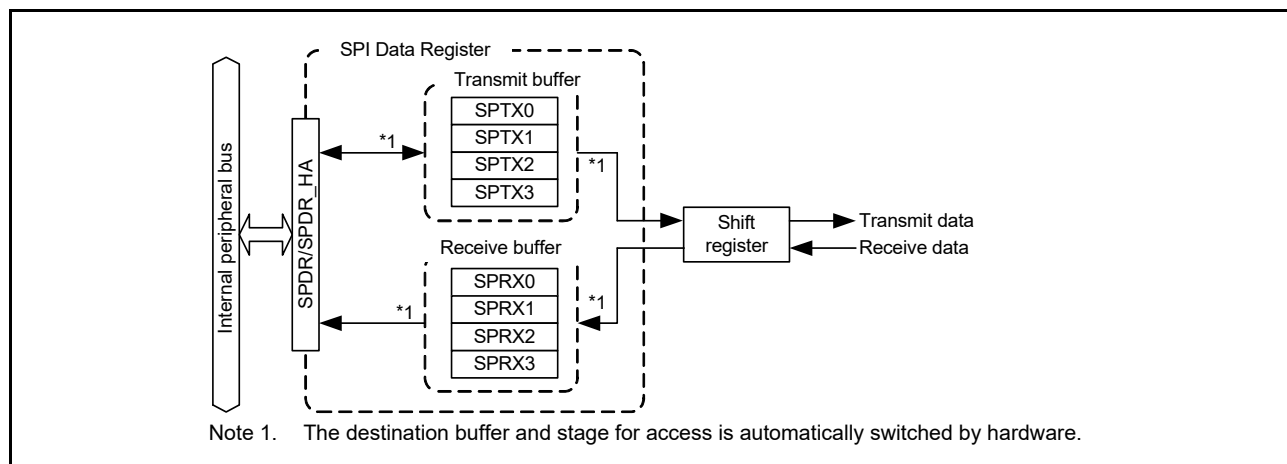 SPI Data Register
Transmit buffer
SPTX0
SPTX1
SPTX2
SPTX3
*1
*1
Internal peripheral bus
SPDR/SPDR_HA
Shift
register
Transmit data
Receive data
Receive buffer
SPRX0
SPRX1
SPRX2
SPRX3
*1
*1
Note 1. The destination buffer and stage for access is automatically switched by hardware.